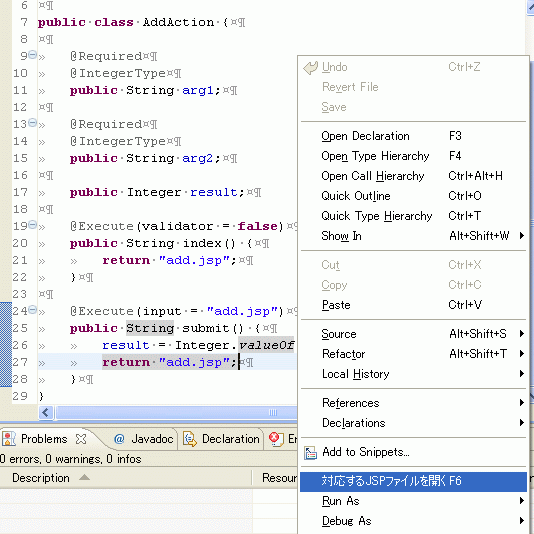 6
7 public class AddAction {
8
9 @Required
10 @IntegerType
11 public String arg1;
12
13 @Required
14 @IntegerType
15 public String arg2;
16
17 public Integer result;
18
19 @Execute(validator = false)
20 public String index() {
21 return "add.jsp";
22 }
23
24 @Execute(input = "add.jsp")
25 public String submit() {
26 result = Integer.valueOf
27 return "add.jsp";
28 }
29 }
Undo Ctrl+Z
Revert File
Save
Open Declaration F3
Open Type Hierarchy F4
Open Call Hierarchy Ctrl+Alt+H
Quick Outline Ctrl+O
Quick Type Hierarchy Ctrl+T
Show In Alt+Shift+W
Cut Ctrl+X
Copy Ctrl+C
Paste Ctrl+V
Source Alt+Shift+S
Refactor Alt+Shift+T
Local History
References
Declarations
Add to Snippets...
対応するJSPファイルを開く F6
Run As
Debug As
Problems Javadoc Declaration
0 errors, 0 warnings, 0 infos
Description